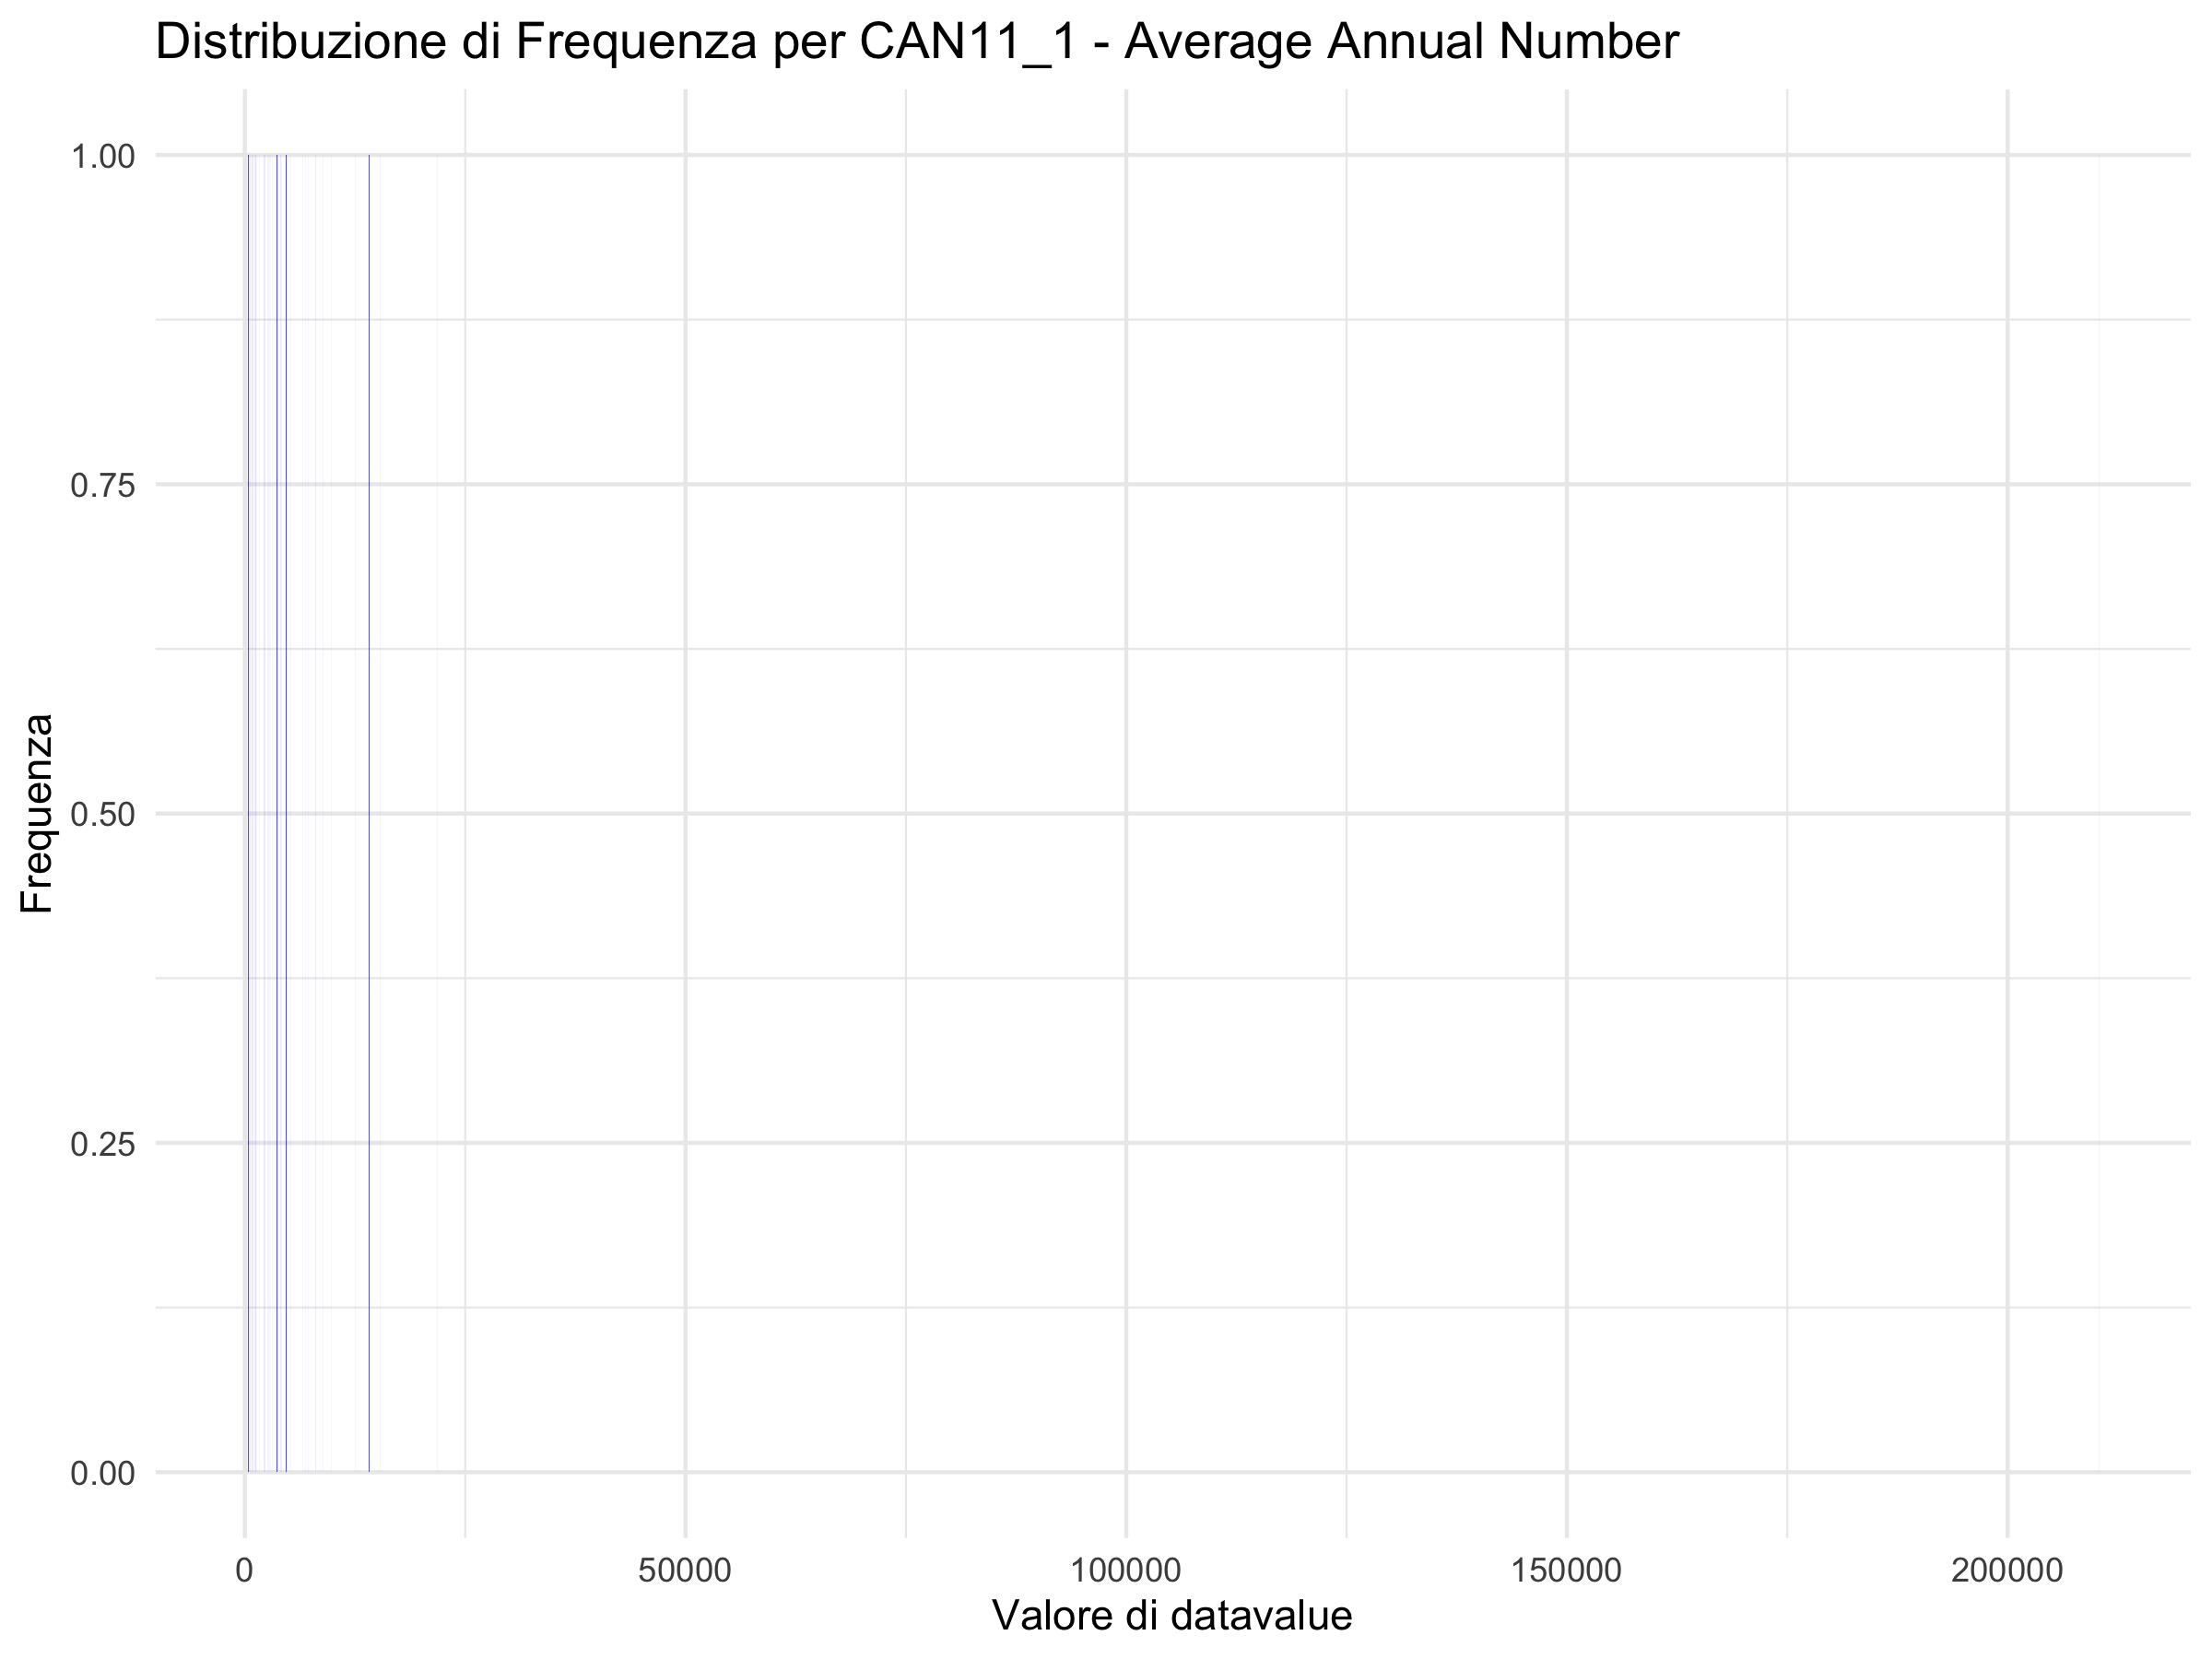 Distribuzione di Frequenza per CAN11_1 - Average Annual Number
1.00
0.75
0.50
0.25
0.00
Frequenza
0 50000 100000 150000 200000
Valore di datavalue